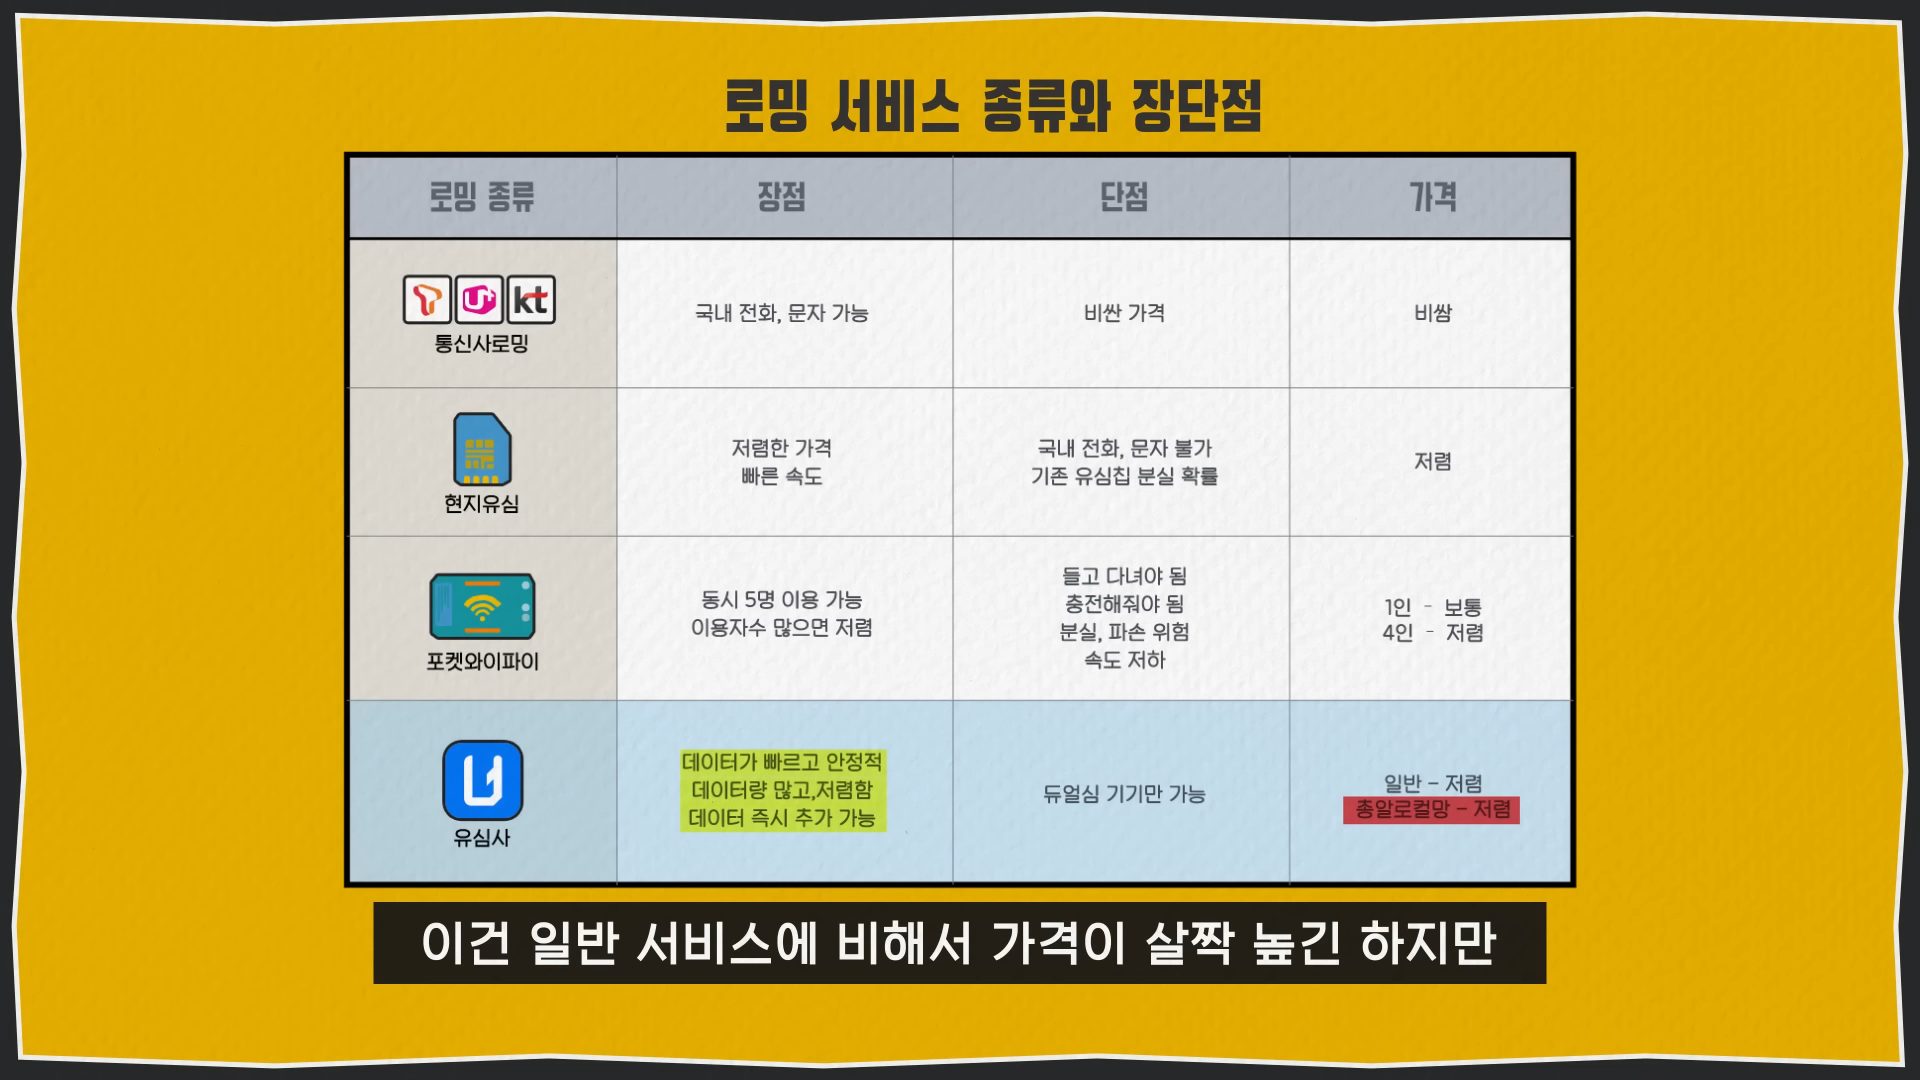 로밍 서비스 종류와 장단점
로밍 종류 장점 단점 가격
U+ kt
통신사로밍
국내 전화, 문자 가능
비싼 가격
비쌈
현지유심
저렴한 가격
빠른 속도
국내 전화, 문자 불가
기존 유심칩 분실 확률
저렴
포켓와이파이
동시 5명 이용 가능
이용자수 많으면 저렴
들고 다녀야 됨
충전해줘야 됨
분실, 파손 위험
속도 저하
1인 - 보통
4인 - 저렴
유심사
데이터가 빠르고 안정적
데이터량 많고,저렴함
데이터 즉시 추가 가능
듀얼심 기기만 가능
일반 - 저렴
총알로컬망 - 저렴
이건 일반 서비스에 비해서 가격이 살짝 높긴 하지만